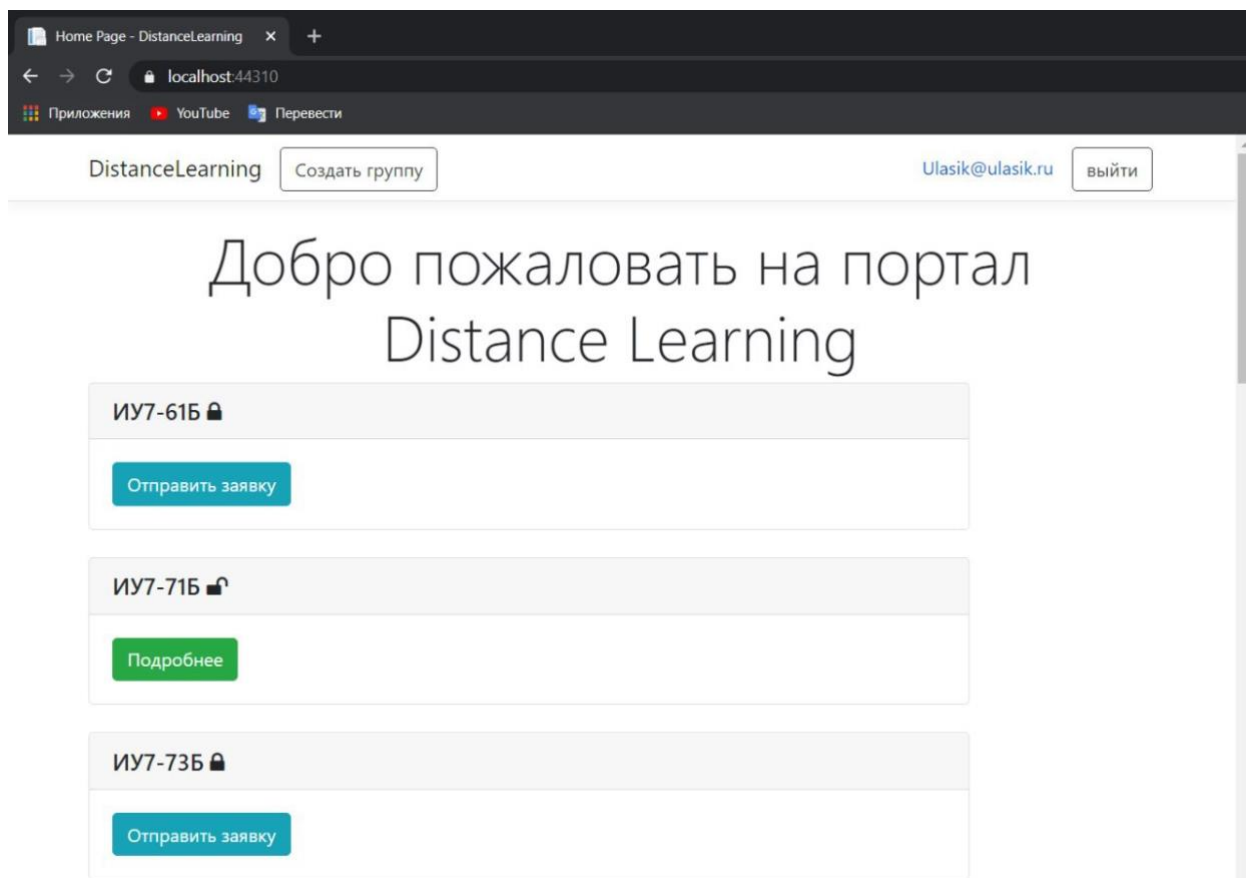 Home Page - DistanceLearning
localhost:44310
Приложения YouTube Перевести
DistanceLearning Создать группу Ulasik@ulasik.ru выйти
Добро пожаловать на портал
Distance Learning
ИУ7-61Б
Отправить заявку
ИУ7-71Б
Подробнее
ИУ7-73Б
Отправить заявку